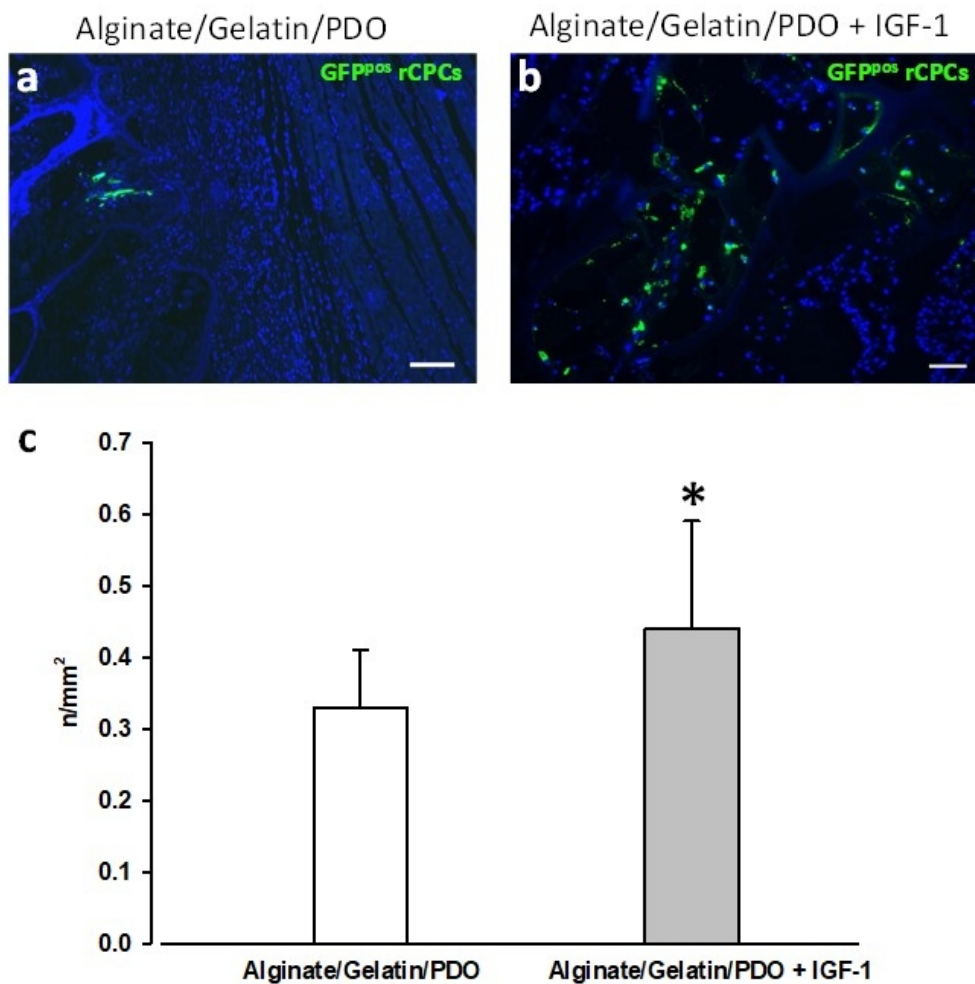 Alginate/Gelatin/PDO
Alginate/Gelatin/PDO + IGF-1
a
GFPᵖᵒˢ rCPCs
b
GFPᵖᵒˢ rCPCs
c
0.7
0.6
0.5
0.4
0.3
0.2
0.1
0.0
n/mm²
*
Alginate/Gelatin/PDO
Alginate/Gelatin/PDO + IGF-1